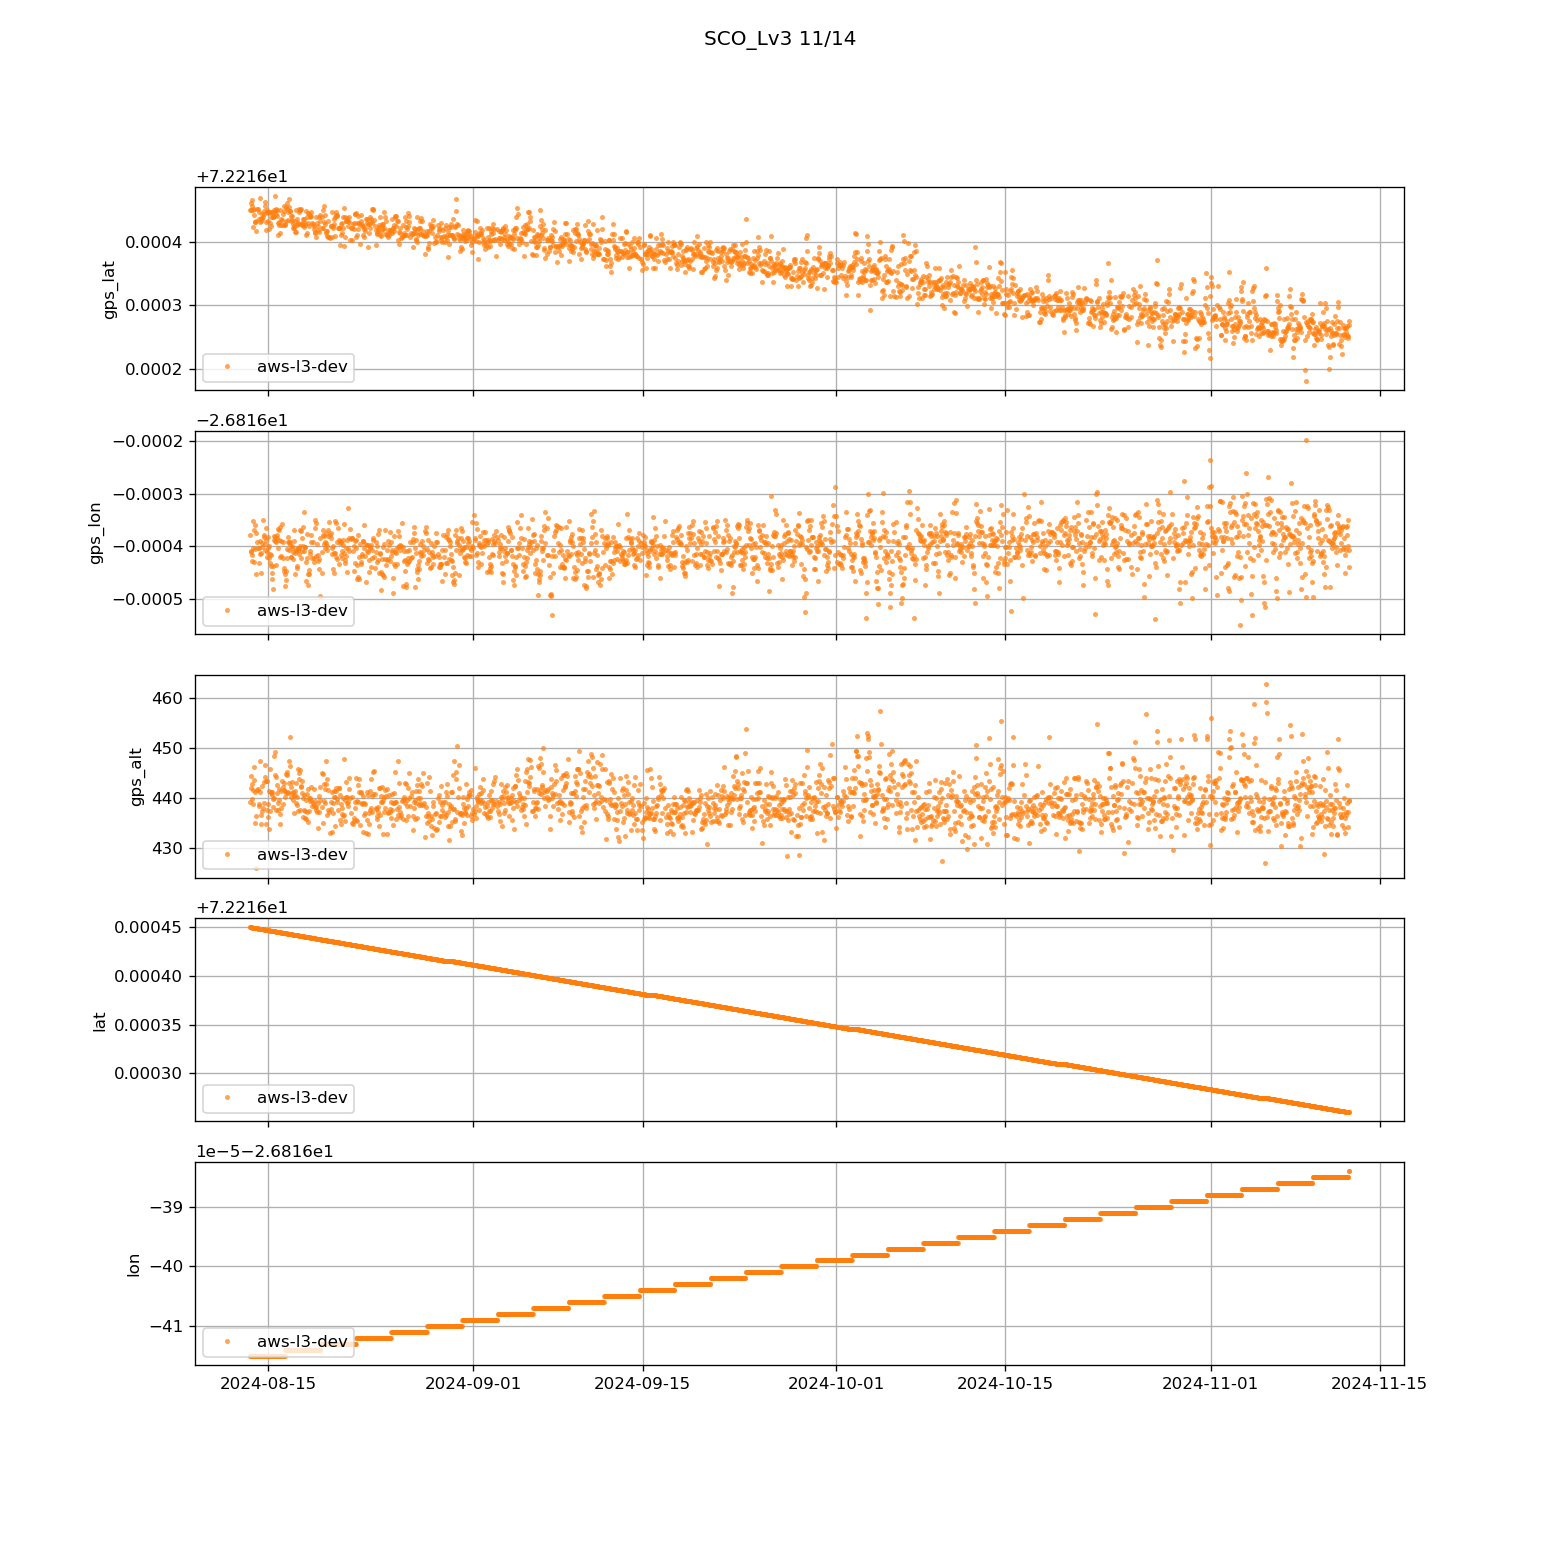 SCO_Lv3 11/14
+7.2216e1
0.0004
0.0003
0.0002
gps_lat
aws-l3-dev
−2.6816e1
−0.0002
−0.0003
−0.0004
−0.0005
gps_lon
aws-l3-dev
460
450
440
430
gps_alt
aws-l3-dev
+7.2216e1
0.00045
0.00040
0.00035
0.00030
lat
aws-l3-dev
1e−5−2.6816e1
−39
−40
−41
lon
aws-l3-dev
2024-08-15 2024-09-01 2024-09-15 2024-10-01 2024-10-15 2024-11-01 2024-11-15